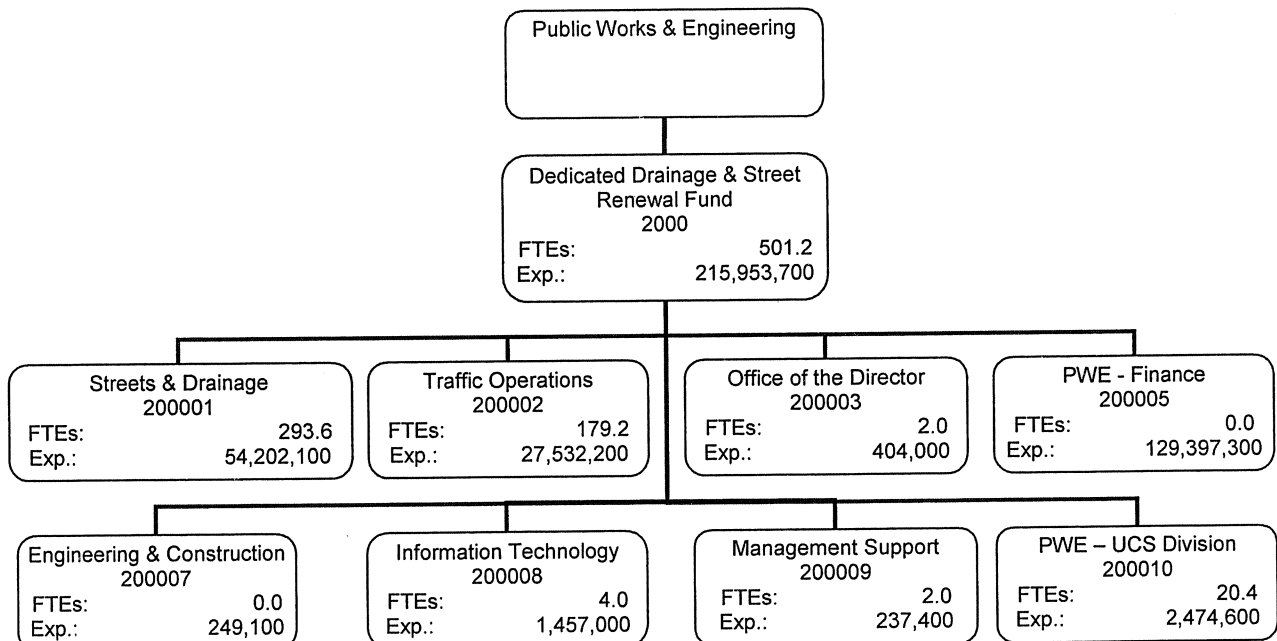 Public Works & Engineering
Dedicated Drainage & Street
Renewal Fund
2000
FTEs: 501.2
Exp.: 215,953,700
Streets & Drainage
200001
FTEs: 293.6
Exp.: 54,202,100
Traffic Operations
200002
FTEs: 179.2
Exp.: 27,532,200
Office of the Director
200003
FTEs: 2.0
Exp.: 404,000
PWE - Finance
200005
FTEs: 0.0
Exp.: 129,397,300
Engineering & Construction
200007
FTEs: 0.0
Exp.: 249,100
Information Technology
200008
FTEs: 4.0
Exp.: 1,457,000
Management Support
200009
FTEs: 2.0
Exp.: 237,400
PWE – UCS Division
200010
FTEs: 20.4
Exp.: 2,474,600